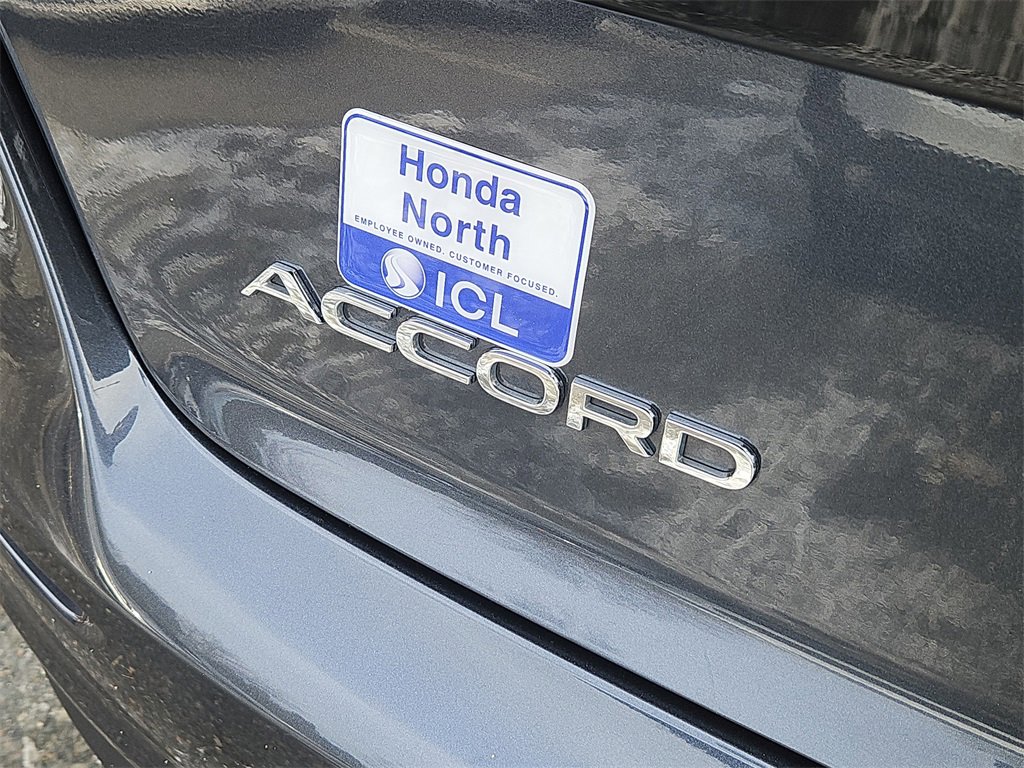 Honda
North
EMPLOYEE OWNED. CUSTOMER FOCUSED.
ICL
ACCORD